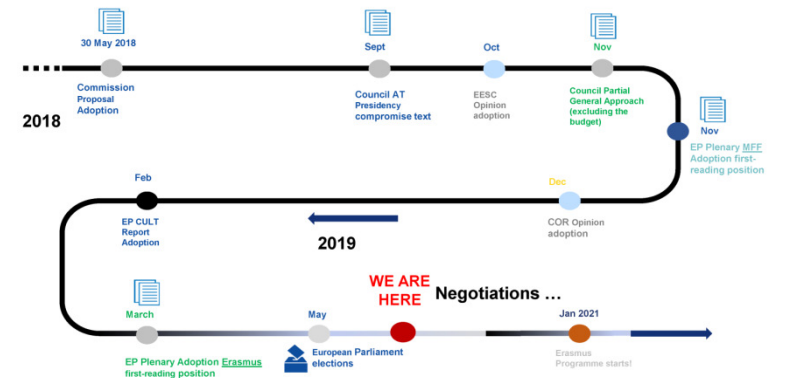 30 May 2018
Sept
Oct
Nov
Commission
Proposal
Adoption
Council AT
Presidency
compromise text
EESC
Opinion
adoption
Council Partial
General Approach
(excluding the
budget)
2018
Nov
EP Plenary MFF
Adoption first-
reading position
Feb
Dec
EP CULT
Report
Adoption
2019
COR Opinion
adoption
WE ARE
HERE
Negotiations ...
March
May
Jan 2021
EP Plenary Adoption Erasmus
first-reading position
European Parliament
elections
Erasmus
Programme starts!